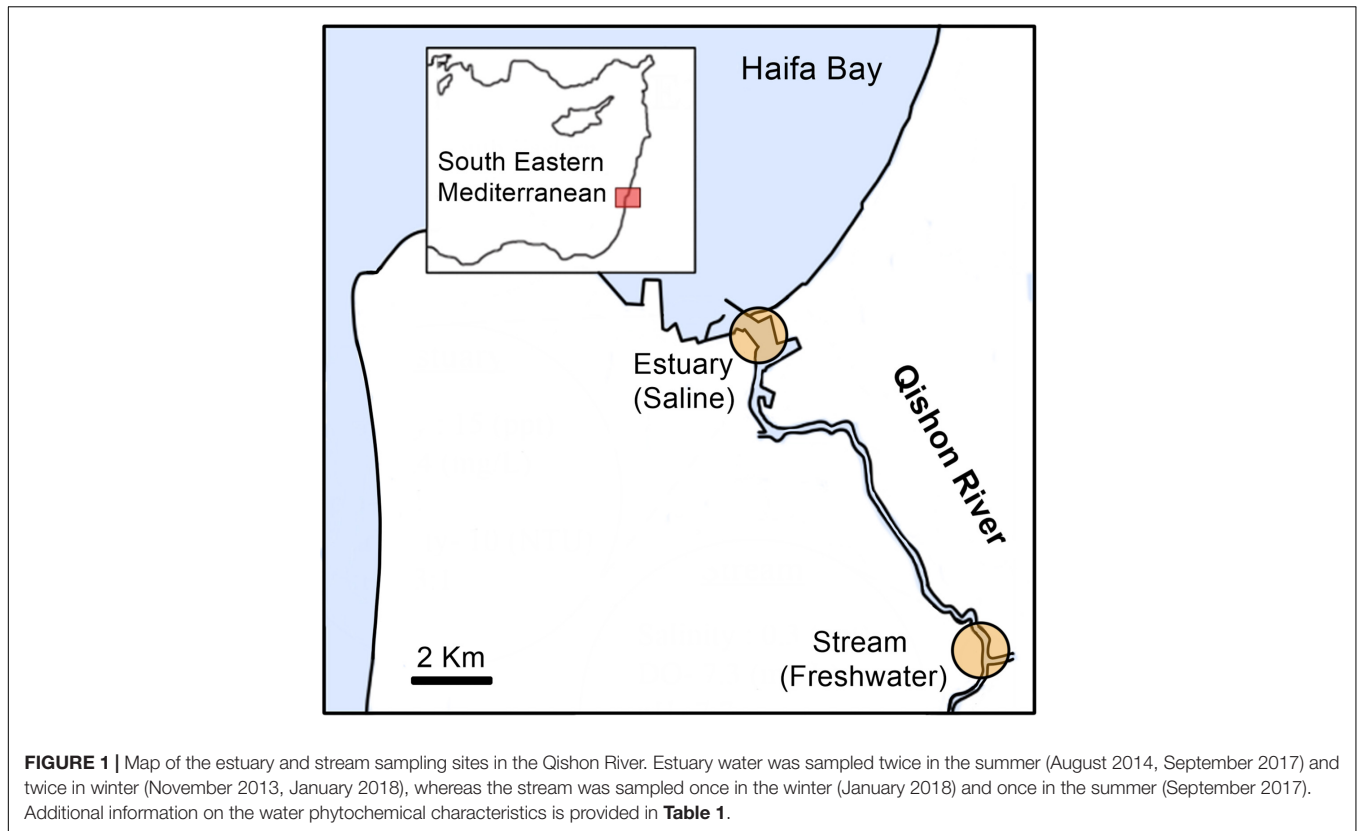 Haifa Bay
South Eastern
Mediterranean
Estuary
(Saline)
Qishon River
Stream
(Freshwater)
2 Km
FIGURE 1 | Map of the estuary and stream sampling sites in the Qishon River. Estuary water was sampled twice in the summer (August 2014, September 2017) and
twice in winter (November 2013, January 2018), whereas the stream was sampled once in the winter (January 2018) and once in the summer (September 2017).
Additional information on the water phytochemical characteristics is provided in Table 1.